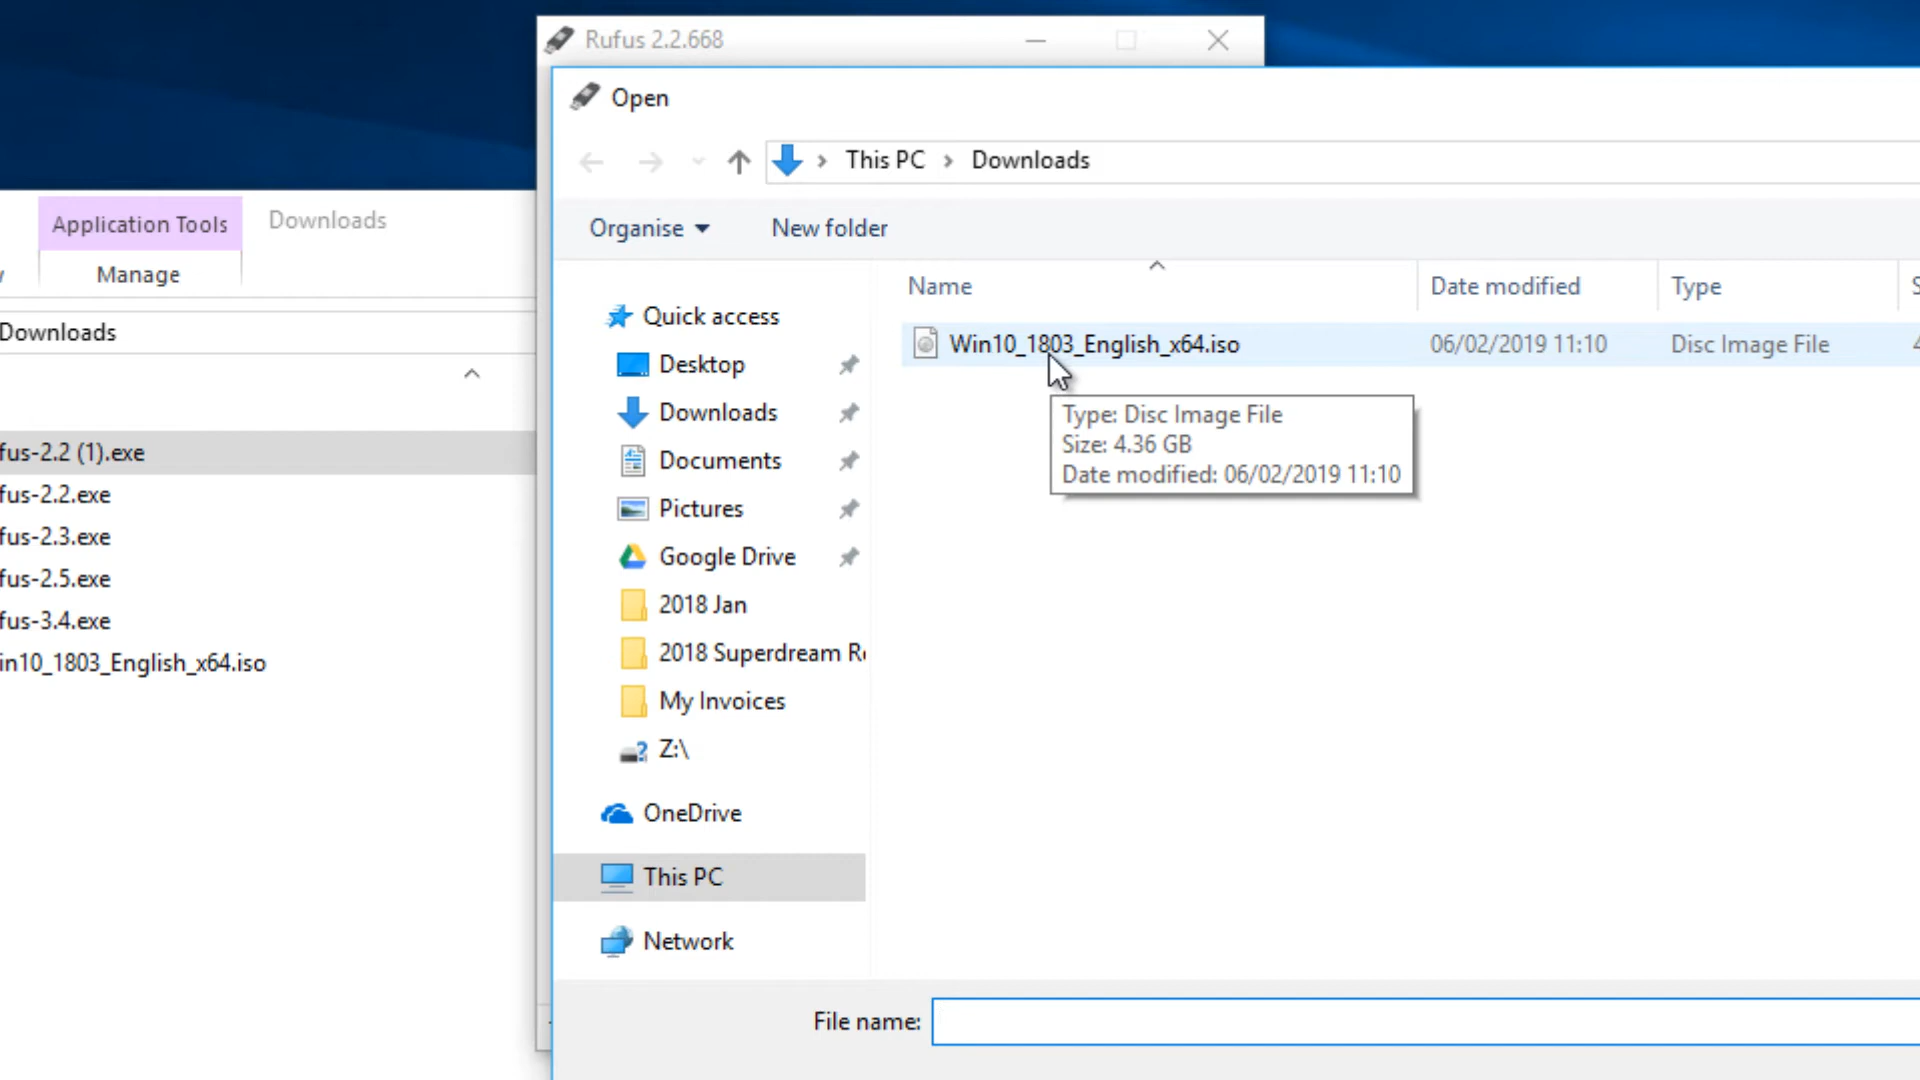 Rufus 2.2.668
Open
This PC > Downloads
Organise
New folder
Application Tools
Downloads
Manage
Downloads
fus-2.2 (1).exe
fus-2.2.exe
fus-2.3.exe
fus-2.5.exe
fus-3.4.exe
in10_1803_English_x64.iso
Quick access
Desktop
Downloads
Documents
Pictures
Google Drive
2018 Jan
2018 Superdream R
My Invoices
Z:\
OneDrive
This PC
Network
Name Date modified Type
Win10_1803_English_x64.iso 06/02/2019 11:10 Disc Image File
Type: Disc Image File
Size: 4.36 GB
Date modified: 06/02/2019 11:10
File name: